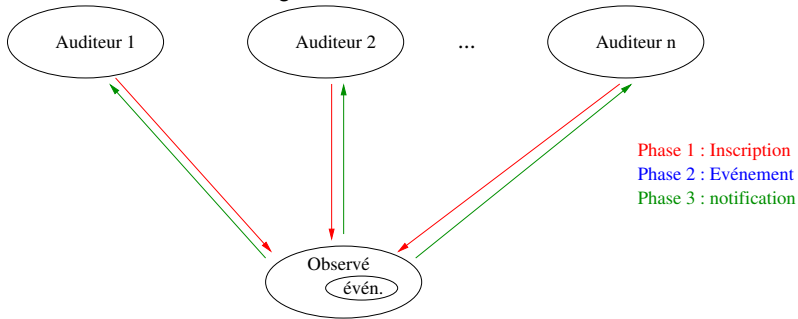 Auditeur 1
Auditeur 2
...
Auditeur n
Phase 1 : Inscription
Phase 2 : Evénement
Phase 3 : notification
Observé
évén.